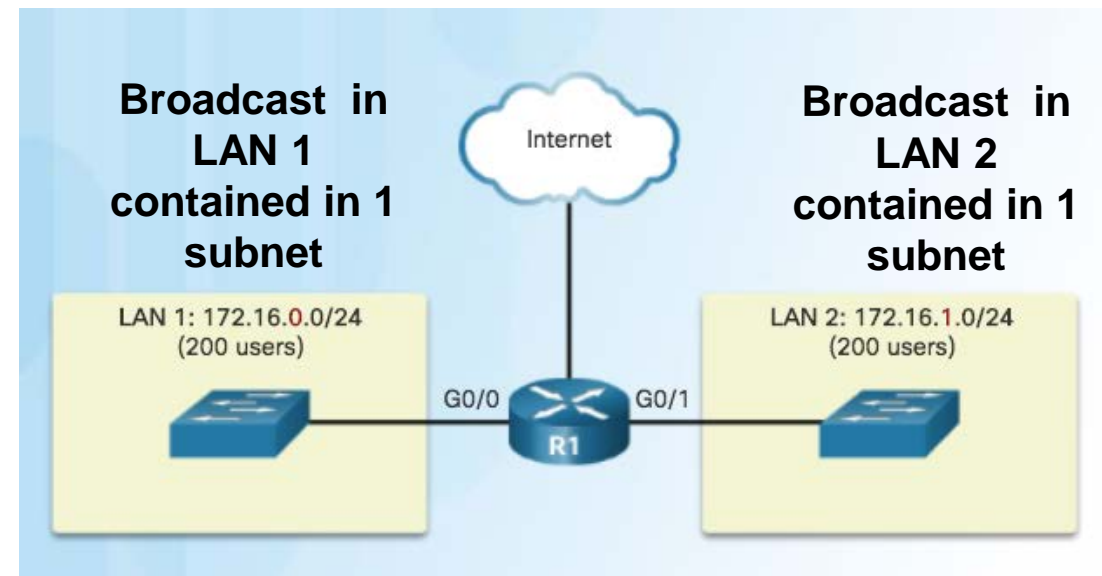 Broadcast in
LAN 1
contained in 1
subnet
Internet
Broadcast in
LAN 2
contained in 1
subnet
LAN 1: 172.16.0.0/24
(200 users)
G0/0
R1
G0/1
LAN 2: 172.16.1.0/24
(200 users)